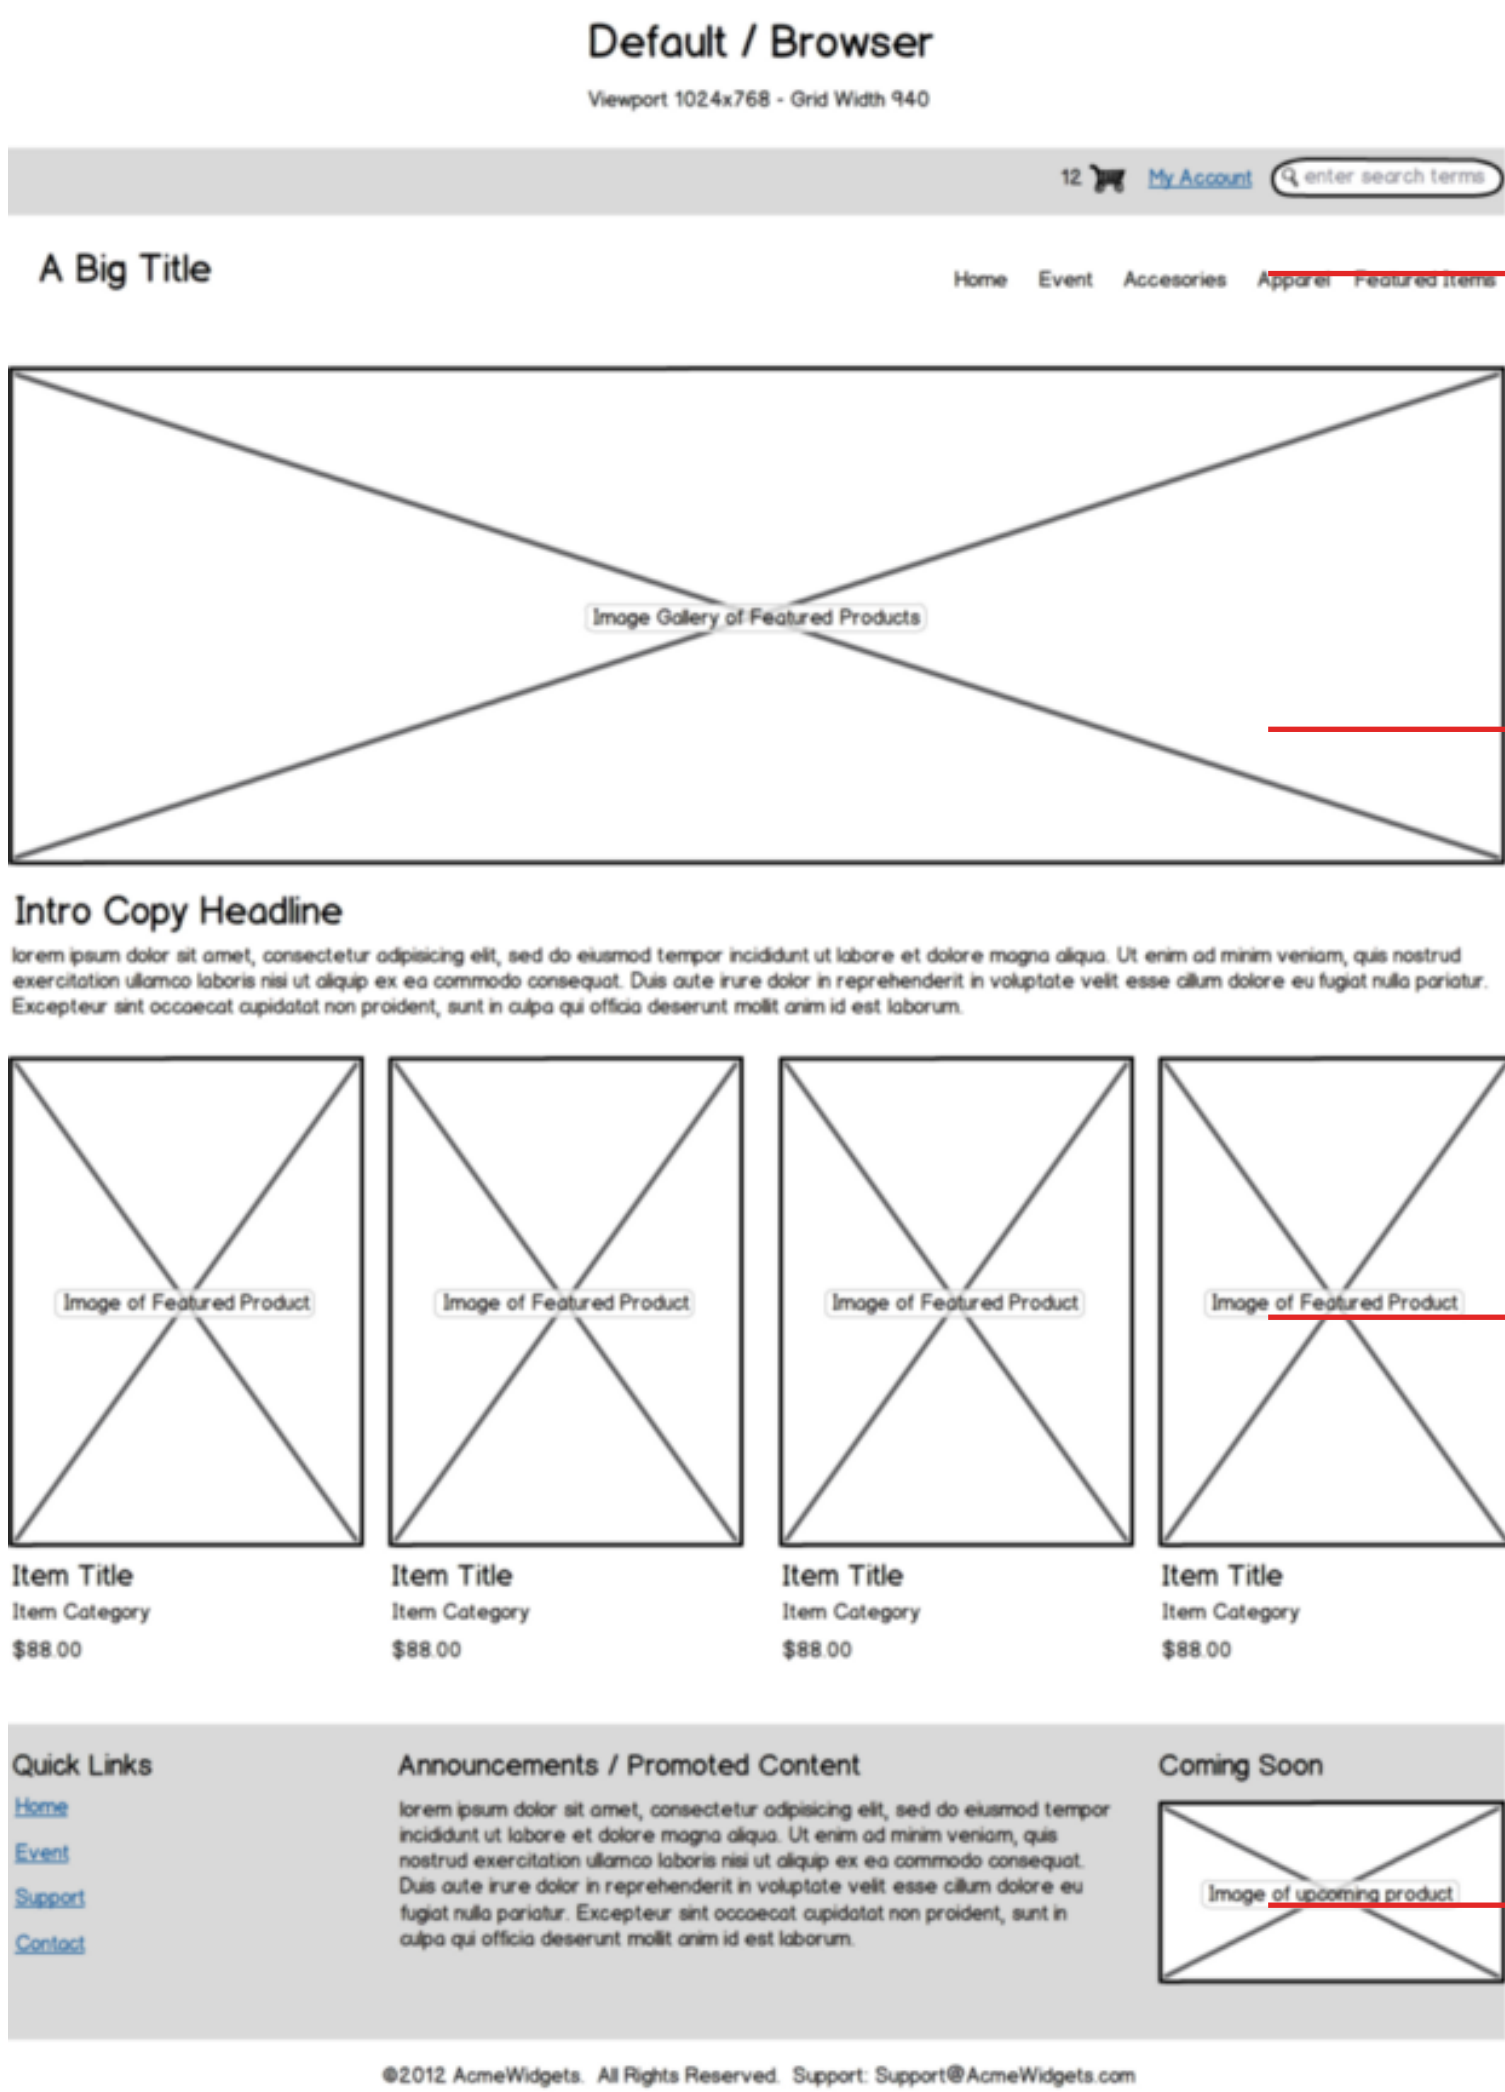 Default / Browser
Viewport 1024x768 - Grid Width 940
12 My Account enter search terms
A Big Title
Home Event Accesories Apparel Featured Items
Image Gallery of Featured Products
Intro Copy Headline
lorem ipsum dolor sit amet, consectetur adipisicing elit, sed do eiusmod tempor incididunt ut labore et dolore magna aliqua. Ut enim ad minim veniam, quis nostrud
exercitation ullamco laboris nisi ut aliquip ex ea commodo consequat. Duis aute irure dolor in reprehenderit in voluptate velit esse cillum dolore eu fugiat nulla pariatur.
Excepteur sint occaecat cupidatat non proident, sunt in culpa qui officia deserunt mollit anim id est laborum.
Image of Featured Product Image of Featured Product Image of Featured Product Image of Featured Product
Item Title Item Title Item Title Item Title
Item Category Item Category Item Category Item Category
$88.00 $88.00 $88.00 $88.00
Quick Links
Home
Event
Support
Contact
Announcements / Promoted Content
lorem ipsum dolor sit amet, consectetur adipisicing elit, sed do eiusmod tempor
incididunt ut labore et dolore magna aliqua. Ut enim ad minim veniam, quis
nostrud exercitation ullamco laboris nisi ut aliquip ex ea commodo consequat.
Duis aute irure dolor in reprehenderit in voluptate velit esse cillum dolore eu
fugiat nulla pariatur. Excepteur sint occaecat cupidatat non proident, sunt in
culpa qui officia deserunt mollit anim id est laborum.
Coming Soon
Image of upcoming product
©2012 AcmeWidgets. All Rights Reserved. Support: Support@AcmeWidgets.com